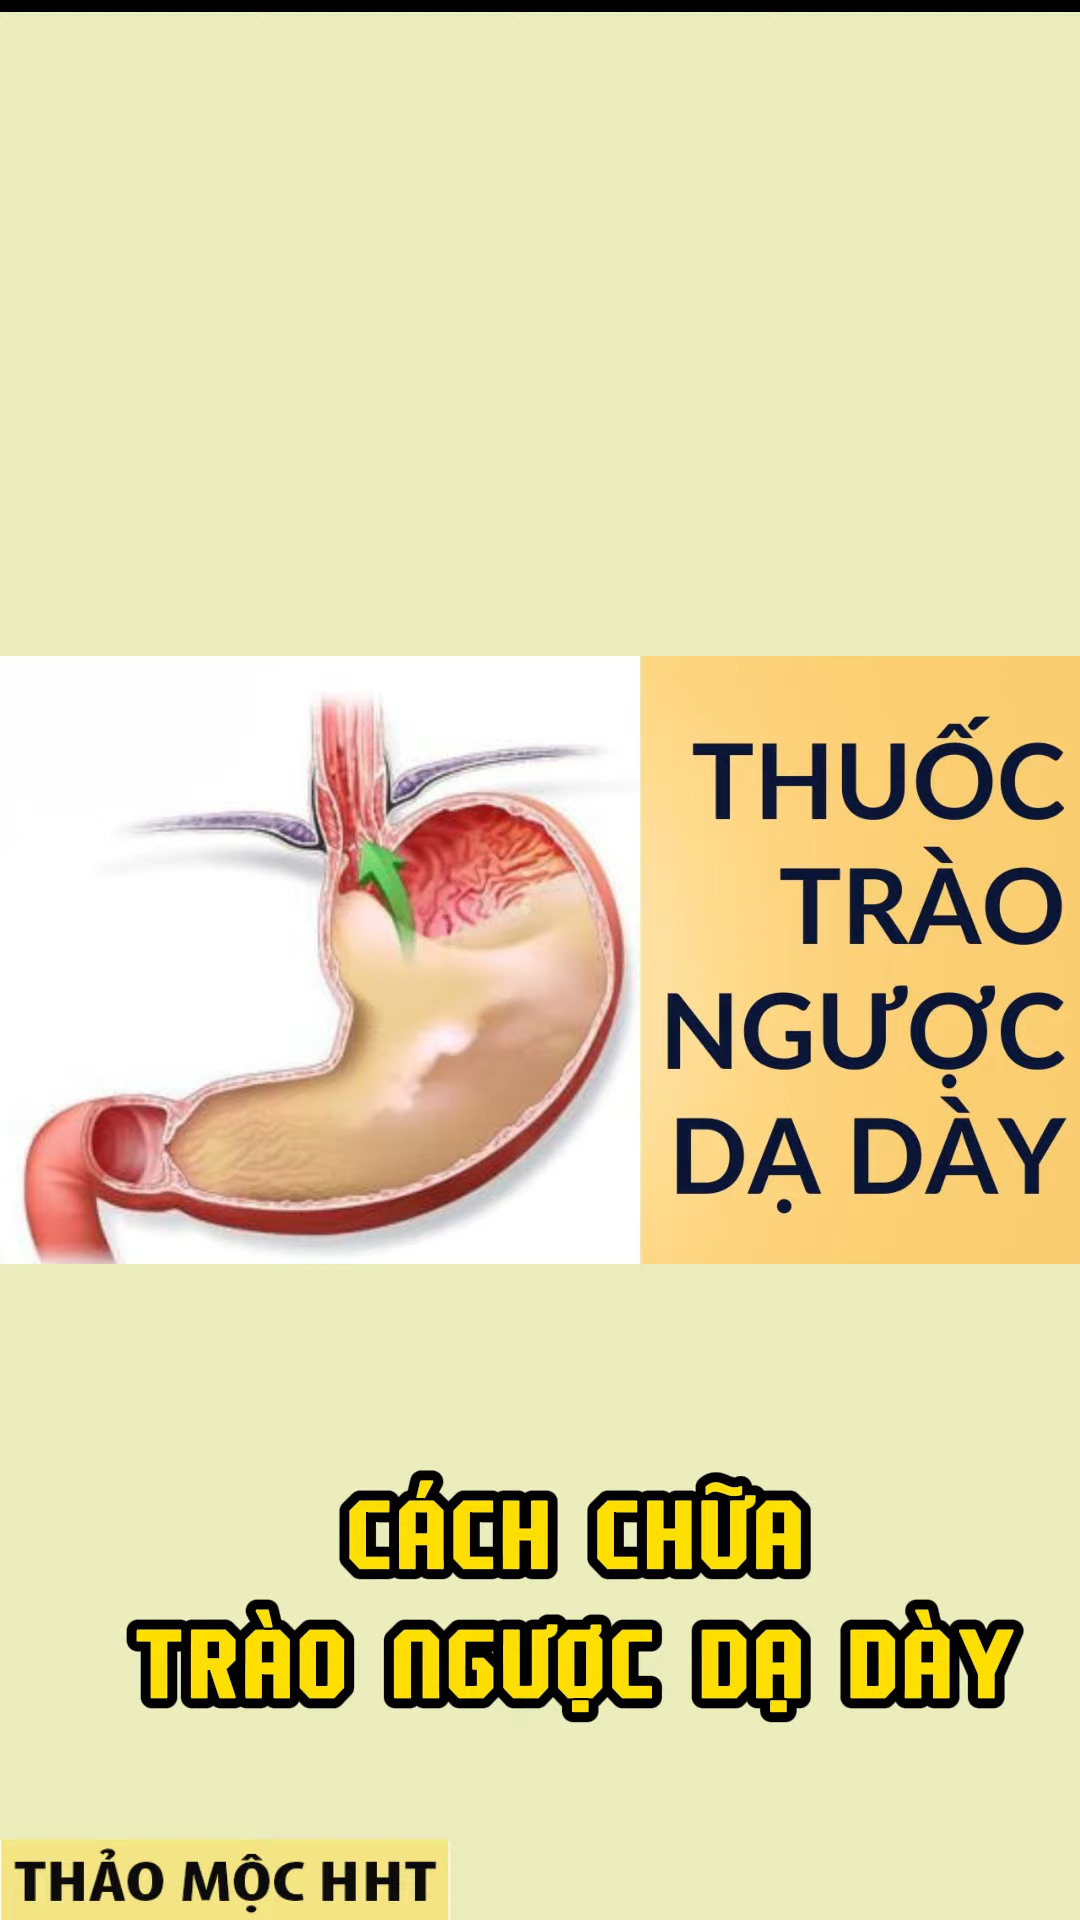 THUỐC
TRÀO
NGƯỢC
DẠ DÀY
CÁCH CHỮA
TRÀO NGƯỢC DẠ DÀY
THẢO MỘC HHT